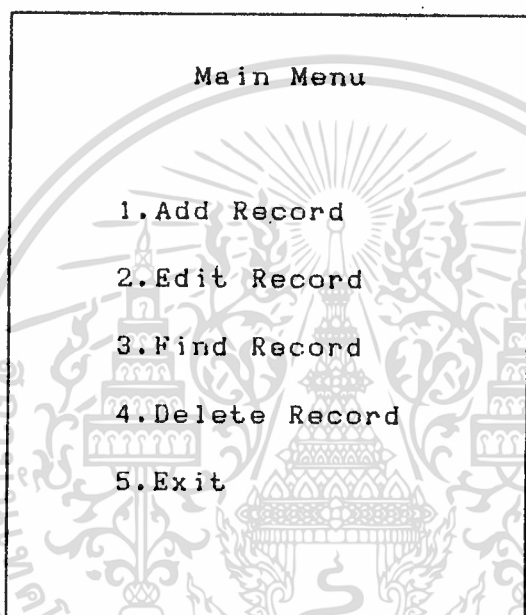 Main Menu
1.Add Record
2.Edit Record
3.Find Record
4.Delete Record
5.Exit